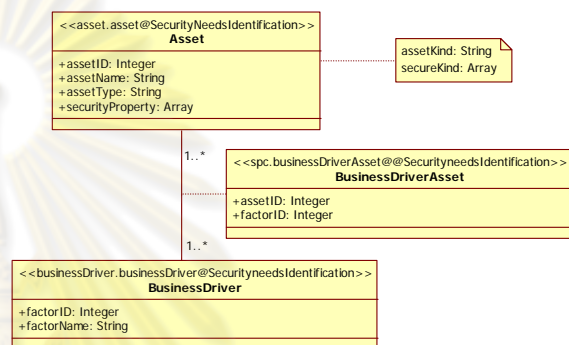 <<asset.asset@SecurityNeedsIdentification>>
Asset
+assetID: Integer
+assetName: String
+assetType: String
+securityProperty: Array
assetKind: String
secureKind: Array
1..*
<<spc.businessDriverAsset@@SecurityneedsIdentification>>
BusinessDriverAsset
+assetID: Integer
+factorID: Integer
1..*
<<businessDriver.businessDriver@SecurityneedsIdentification>>
BusinessDriver
+factorID: Integer
+factorName: String